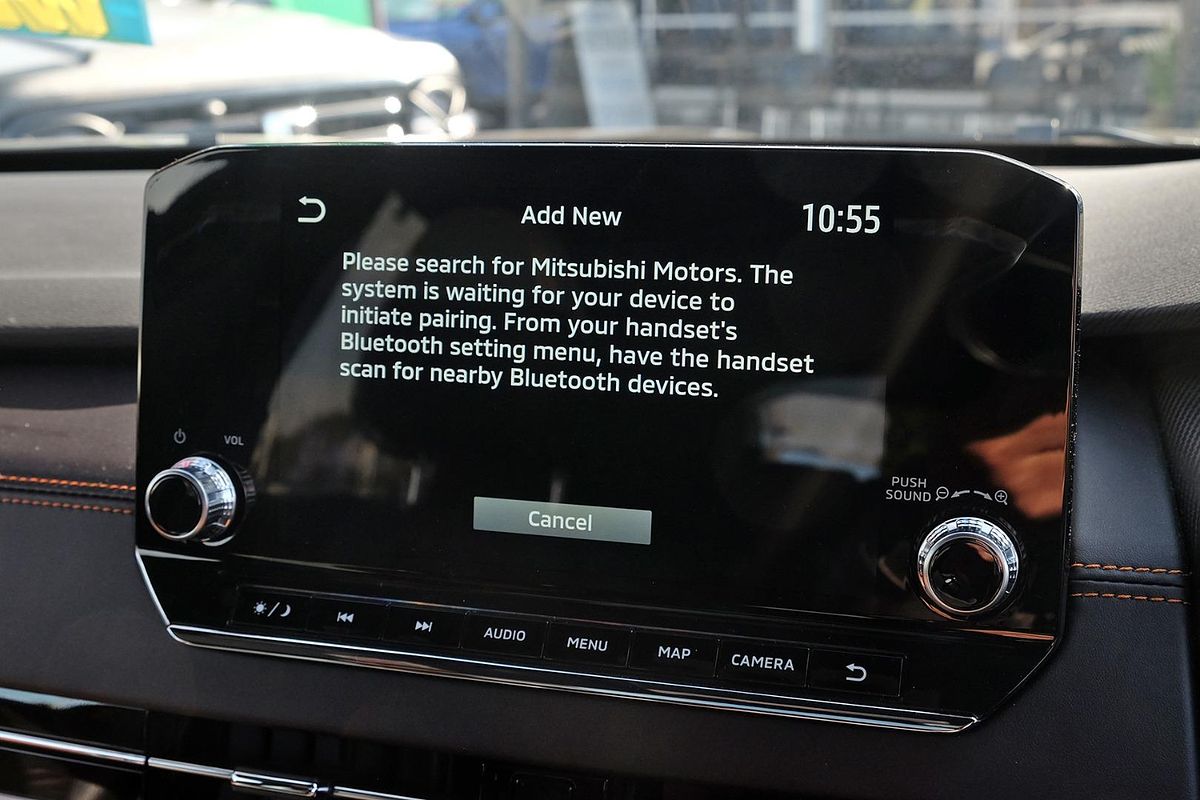 Add New
10:55
Please search for Mitsubishi Motors. The
system is waiting for your device to
initiate pairing. From your handset's
Bluetooth setting menu, have the handset
scan for nearby Bluetooth devices.
VOL
PUSH
SOUND
Cancel
AUDIO
MENU
MAP
CAMERA